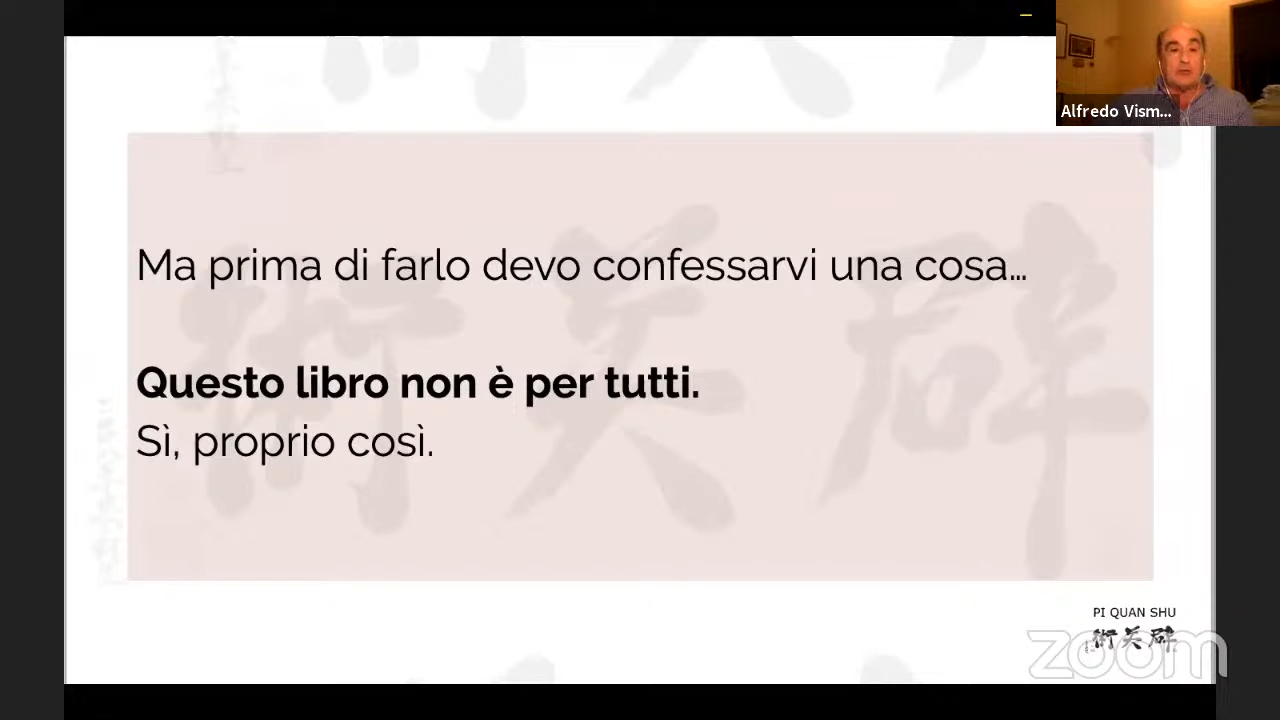 Alfredo Vism...
Ma prima di farlo devo confessarvi una cosa...
Questo libro non è per tutti.
Sì, proprio così.
PI QUAN SHU
zoom